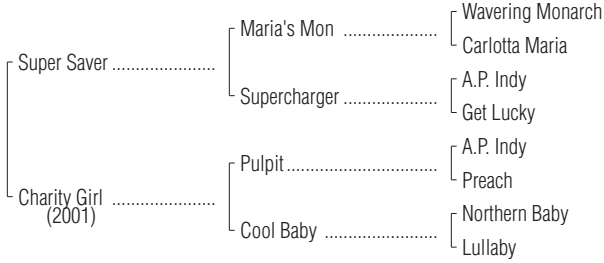 Wavering Monarch
Maria's Mon ....................
Carlotta Maria
Super Saver ......................
A.P. Indy
Supercharger ....................
Get Lucky
A.P. Indy
Pulpit................................
Preach
Charity Girl ......................
(2001)
Northern Baby
Cool Baby ........................
Lullaby